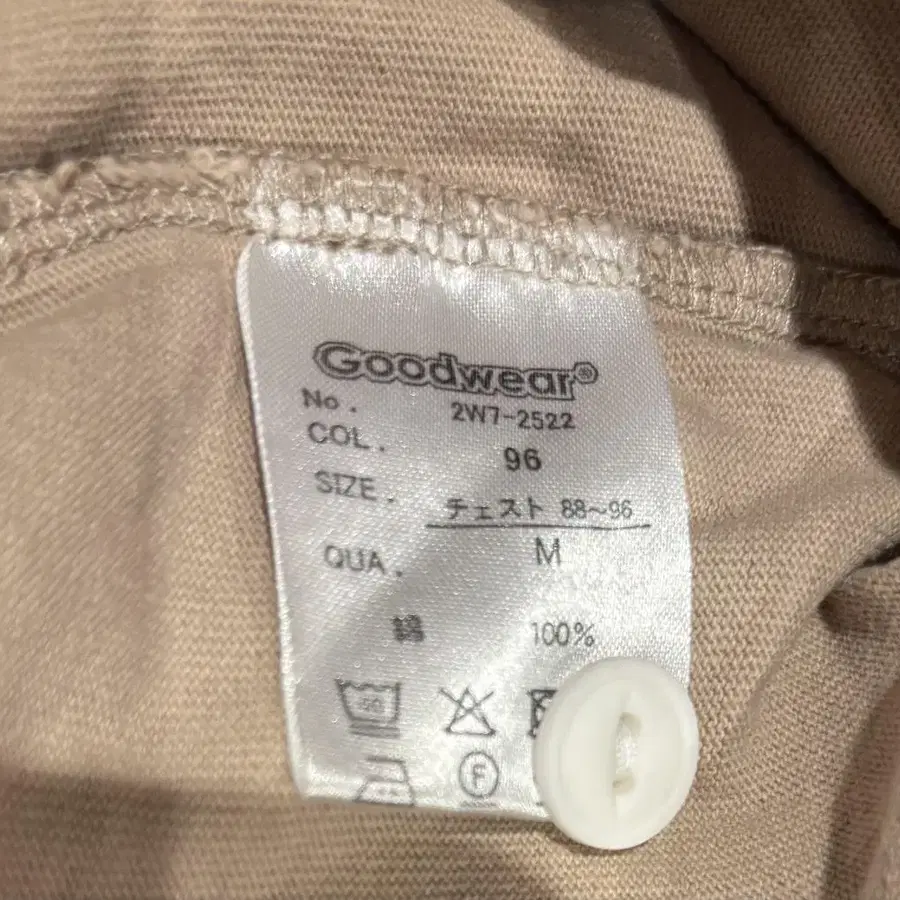 Goodwear®
No. 2W7-2522
COL. 96
SIZE. チェスト 88~96
M
QUA.
綿 100%
F